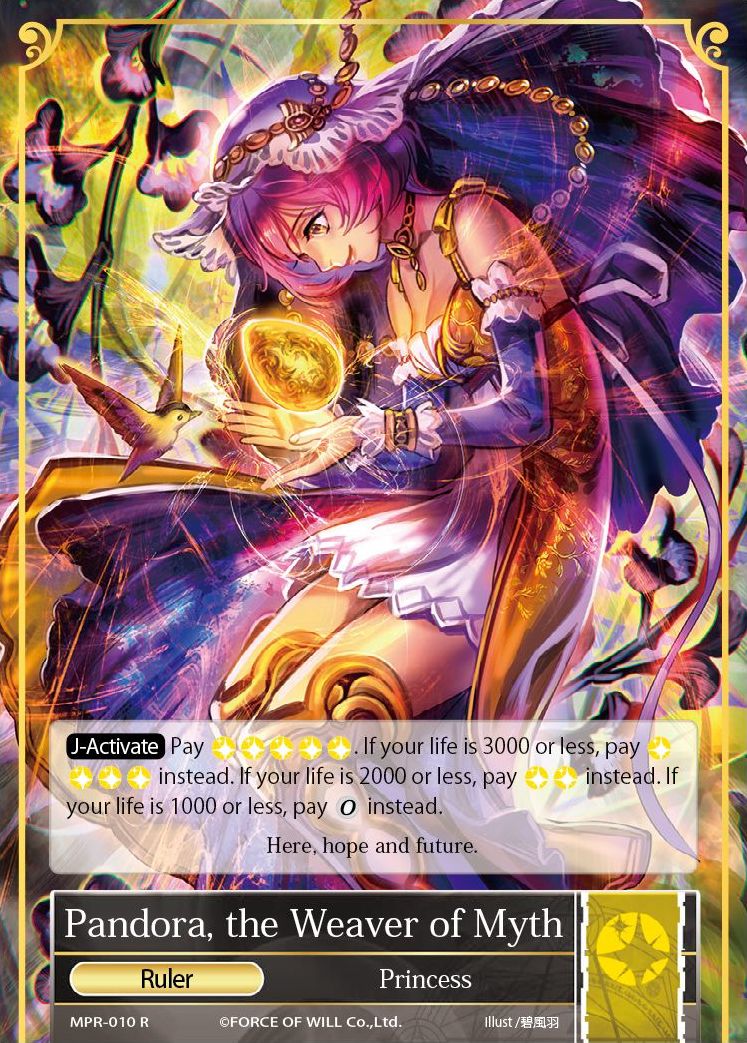 J-Activate Pay . If your life is 3000 or less, pay
instead. If your life is 2000 or less, pay instead. If
your life is 1000 or less, pay 0 instead.
Here, hope and future.
Pandora, the Weaver of Myth
Ruler Princess
MPR-010 R ©FORCE OF WILL Co.,Ltd. Illust /碧風羽